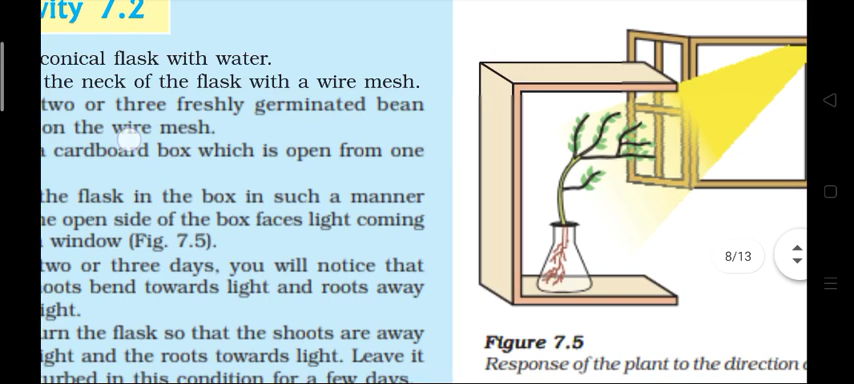 vity 7.2
conical flask with water.
the neck of the flask with a wire mesh.
two or three freshly germinated bean
on the wire mesh.
cardboard box which is open from one
the flask in the box in such a manner
open side of the box faces light coming
window (Fig. 7.5).
two or three days, you will notice that
oots bend towards light and roots away
ight.
urn the flask so that the shoots are away
ight and the roots towards light. Leave it
urbed in this condition for a few days.
8/13
Figure 7.5
Response of the plant to the direction